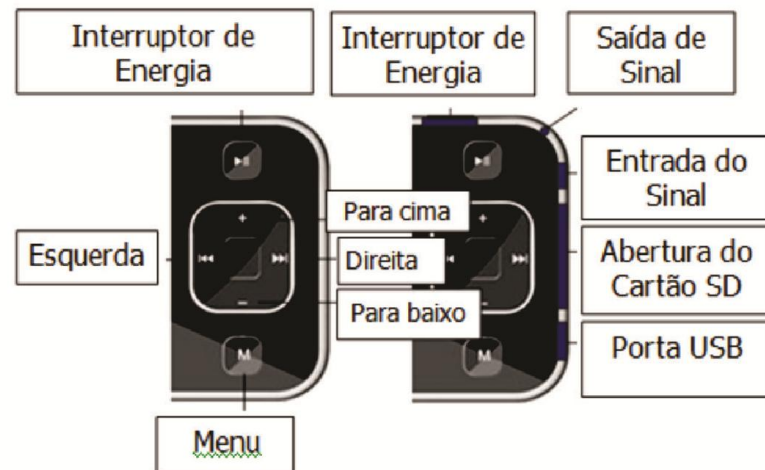 Interruptor de
Energia
Interruptor de
Energia
Saída de
Sinal
Entrada do
Sinal
Para cima
Esquerda
Direita
Abertura do
Cartão SD
Para baixo
Porta USB
Menu
+
−
M
+
−
M